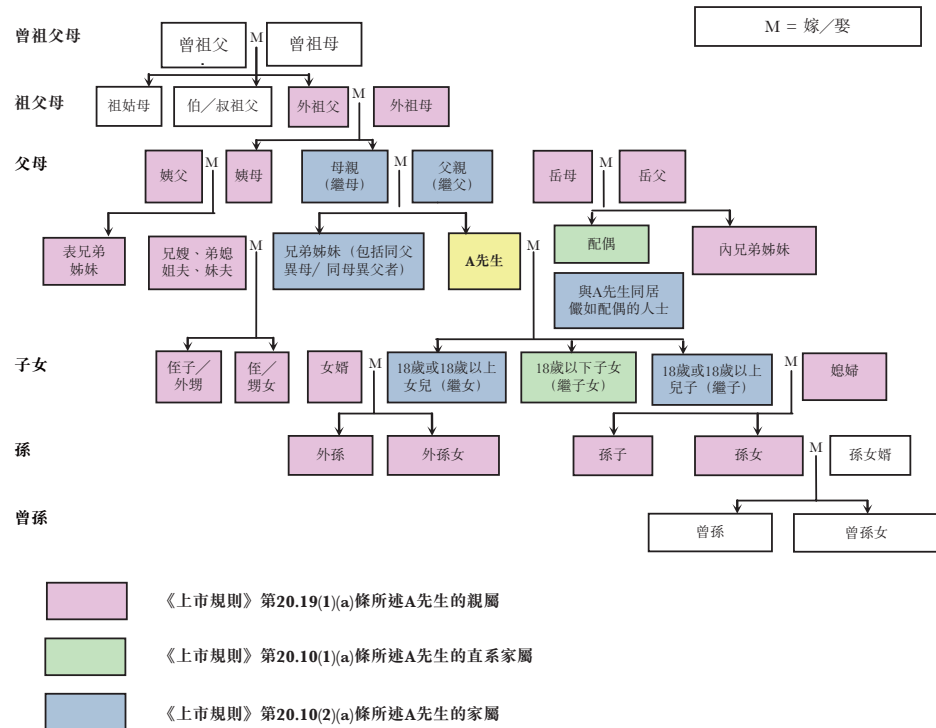 M = 嫁／娶
曾祖父母
曾祖父
M
曾祖母
祖父母
祖姑母
伯／叔祖父
外祖父
M
外祖母
父母
姨父
M
姨母
母親
（繼母）
M
父親
（繼父）
岳母
M
岳父
表兄弟
姊妹
兄嫂、弟媳
姐夫、妹夫
M
兄弟姊妹（包括同父
異母/ 同母異父者）
A先生
M
配偶
內兄弟姊妹
與A先生同居
儼如配偶的人士
子女
侄子／
外甥
侄／
甥女
女婿
M
18歲或18歲以上
女兒（繼女）
18歲以下子女
（繼子女）
18歲或18歲以上
兒子（繼子）
M
媳婦
孫
外孫
外孫女
孫子
孫女
M
孫女婿
曾孫
曾孫
曾孫女
《上市規則》第20.19(1)(a)條所述A先生的親屬
《上市規則》第20.10(1)(a)條所述A先生的直系家屬
《上市規則》第20.10(2)(a)條所述A先生的家屬